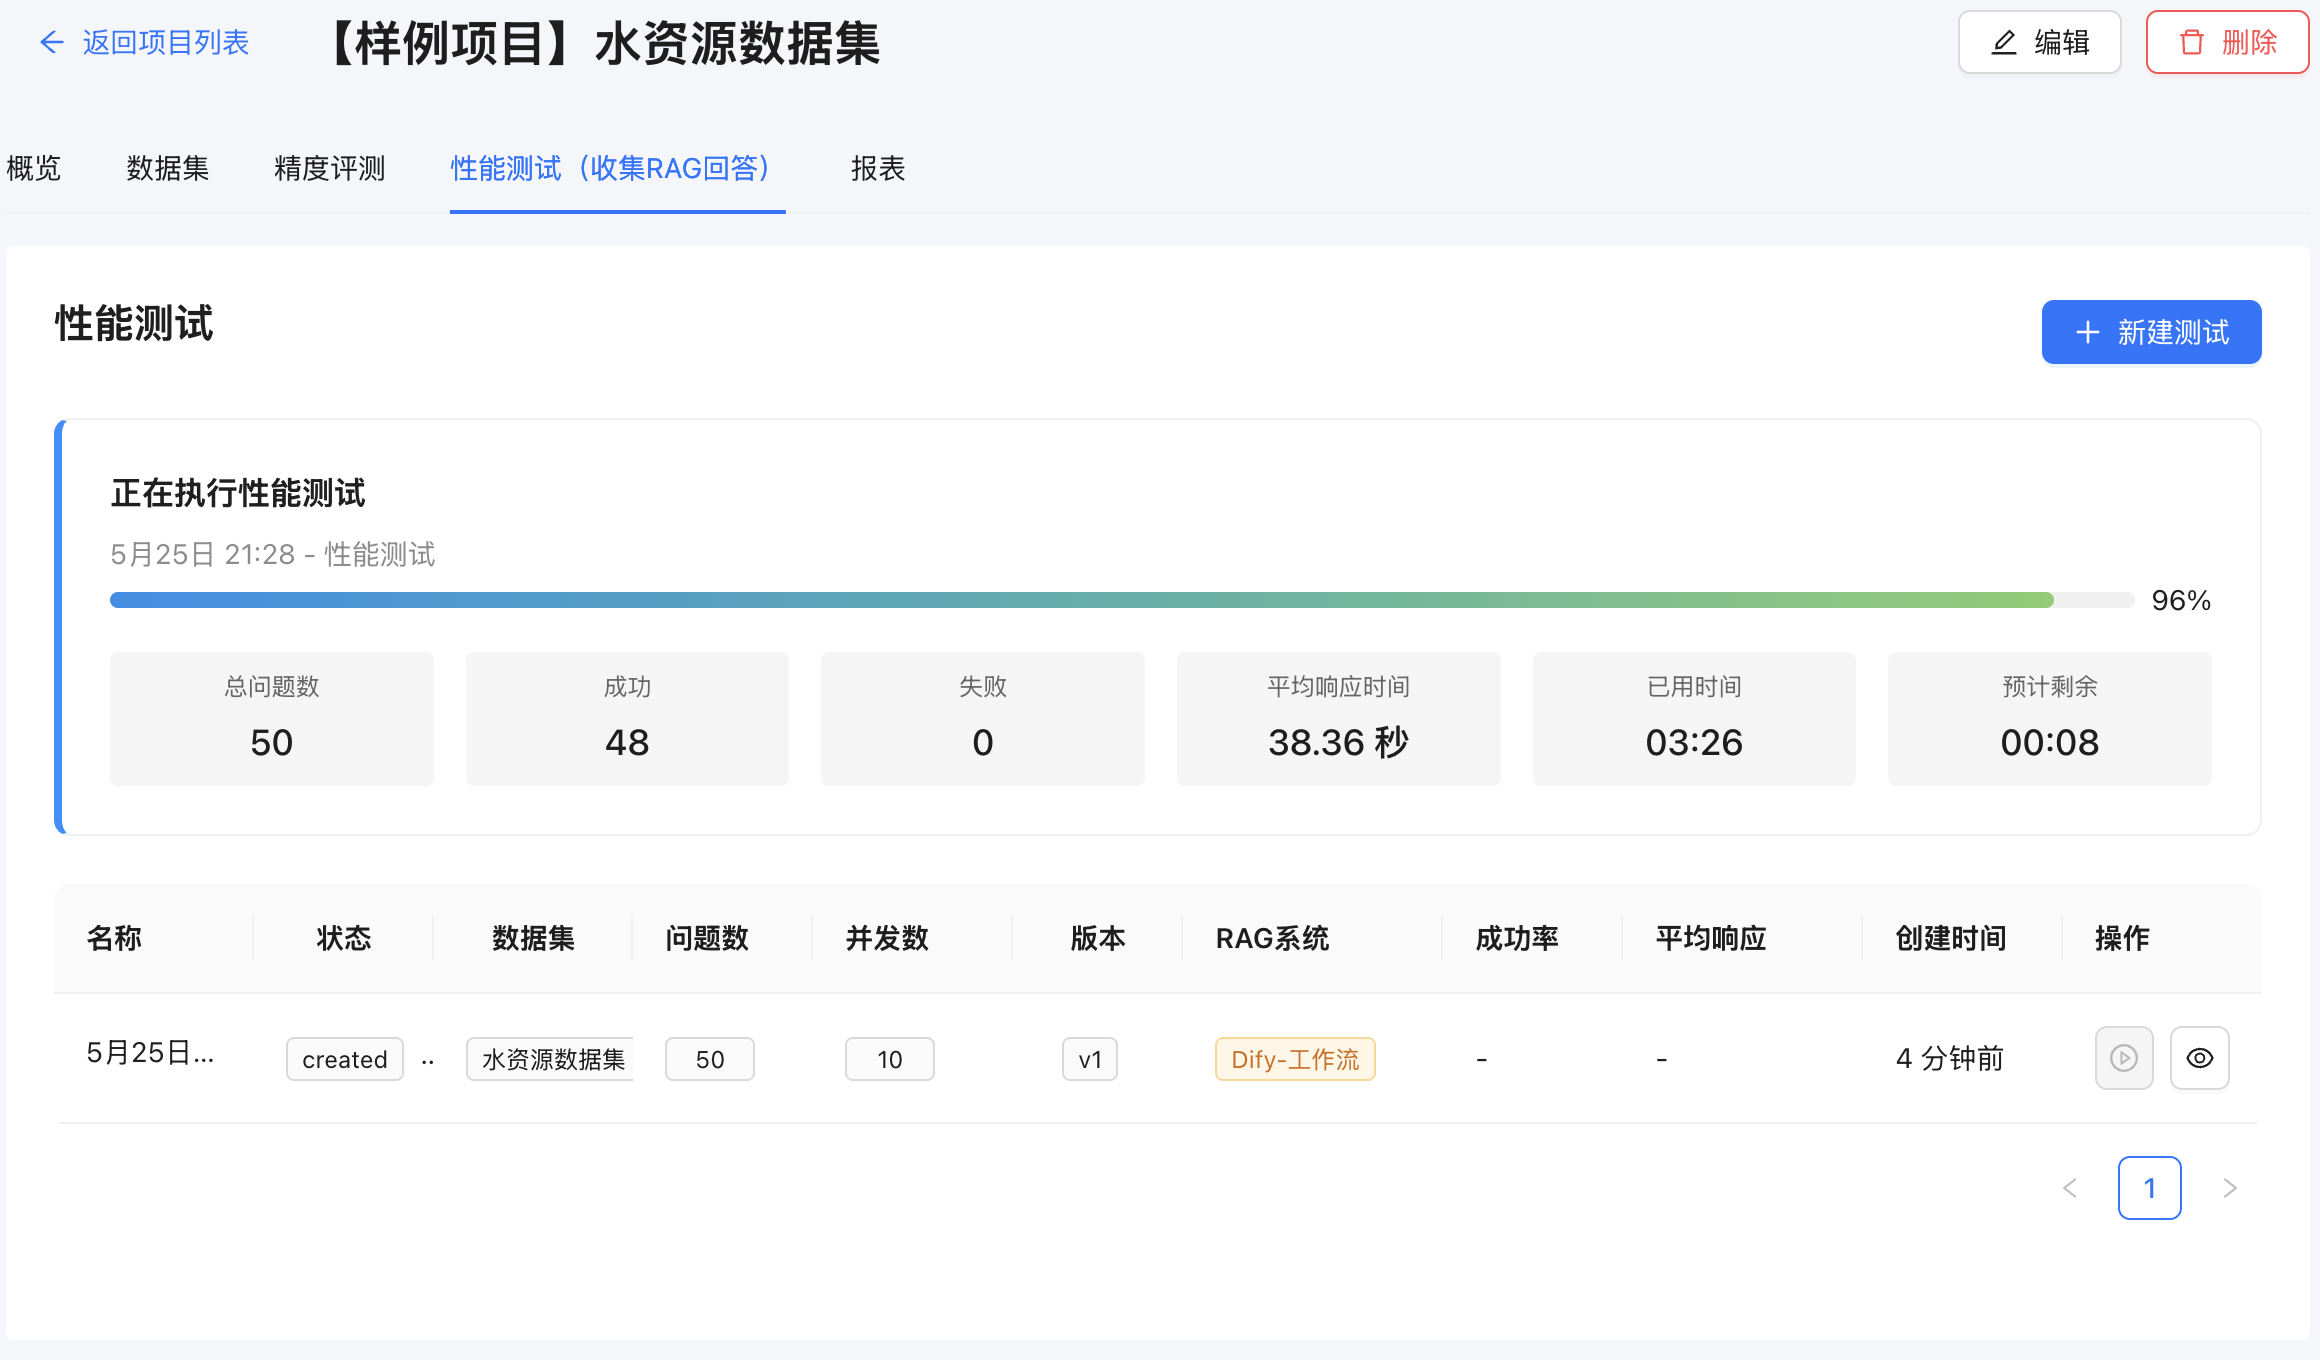 返回项目列表
【样例项目】水资源数据集
编辑
删除
概览
数据集
精度评测
性能测试（收集RAG回答）
报表
性能测试
新建测试
正在执行性能测试
5月25日 21:28 - 性能测试
96%
总问题数
50
成功
48
失败
0
平均响应时间
38.36 秒
已用时间
03:26
预计剩余
00:08
名称 状态 数据集 问题数 并发数 版本 RAG系统 成功率 平均响应 创建时间 操作
5月25日... created .. 水资源数据集 50 10 v1 Dify-工作流 - - 4 分钟前
1